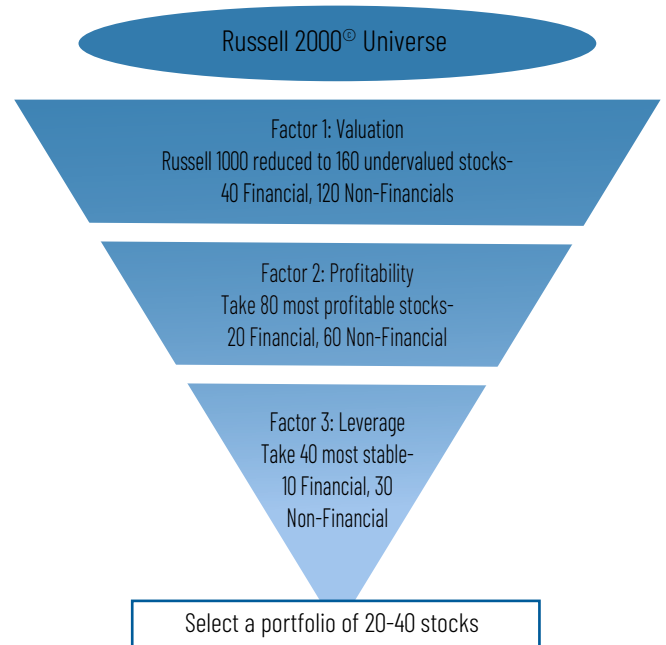 Russell 2000© Universe
Factor 1: Valuation
Russell 1000 reduced to 160 undervalued stocks-
40 Financial, 120 Non-Financials
Factor 2: Profitability
Take 80 most profitable stocks-
20 Financial, 60 Non-Financial
Factor 3: Leverage
Take 40 most stable-
10 Financial, 30
Non-Financial
Select a portfolio of 20-40 stocks